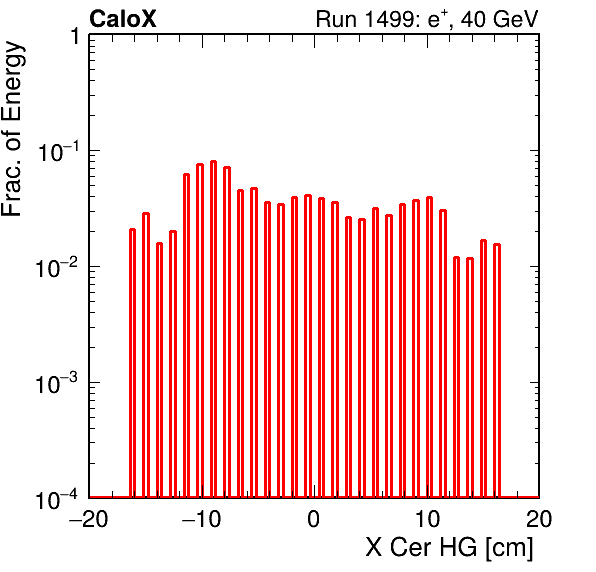 CaloX Run 1499: e⁺, 40 GeV
Frac. of Energy
1
10⁻¹
10⁻²
10⁻³
10⁻⁴
−20 −10 0 10 20
X Cer HG [cm]